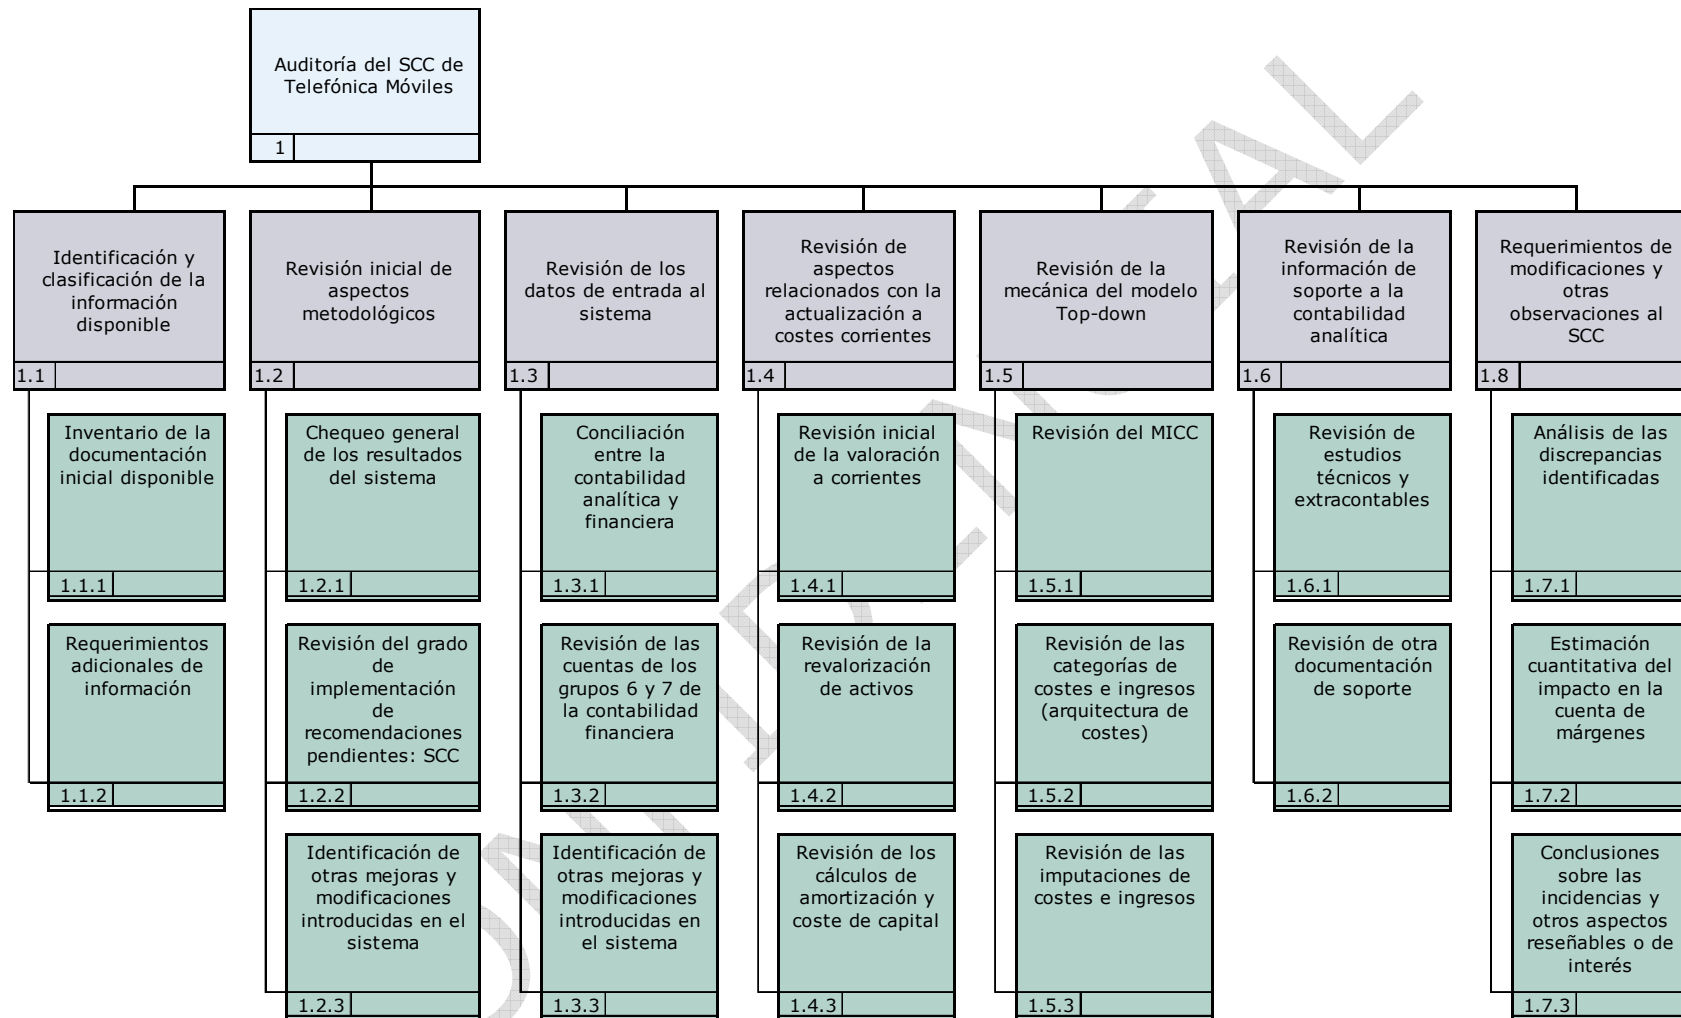 Auditoría del SCC de
Telefónica Móviles
1
Identificación y
clasificación de la
información
disponible
1.1
Revisión inicial de
aspectos
metodológicos
1.2
Revisión de los
datos de entrada al
sistema
1.3
Revisión de
aspectos
relacionados con la
actualización a
costes corrientes
1.4
Revisión de la
mecánica del modelo
Top-down
1.5
Revisión de la
información de
soporte a la
contabilidad
analítica
1.6
Requerimientos de
modificaciones y
otras
observaciones al
SCC
1.8
Inventario de la
documentación
inicial disponible
1.1.1
Chequeo general
de los resultados
del sistema
1.2.1
Conciliación
entre la
contabilidad
analítica y
financiera
1.3.1
Revisión inicial
de la valoración
a corrientes
1.4.1
Revisión del MICC
1.5.1
Revisión de
estudios
técnicos y
extracontables
1.6.1
Análisis de las
discrepancias
identificadas
1.7.1
Requerimientos
adicionales de
información
1.1.2
Revisión del grado
de
implementación
de
recomendaciones
pendientes: SCC
1.2.2
Revisión de las
cuentas de los
grupos 6 y 7 de
la contabilidad
financiera
1.3.2
Revisión de la
revalorización
de activos
1.4.2
Revisión de las
categorías de
costes e ingresos
(arquitectura de
costes)
1.5.2
Revisión de otra
documentación
de soporte
1.6.2
Estimación
cuantitativa del
impacto en la
cuenta de
márgenes
1.7.2
Identificación de
otras mejoras y
modificaciones
introducidas en el
sistema
1.2.3
Identificación de
otras mejoras y
modificaciones
introducidas en
el sistema
1.3.3
Revisión de los
cálculos de
amortización y
coste de capital
1.4.3
Revisión de las
imputaciones de
costes e ingresos
1.5.3
Conclusiones
sobre las
incidencias y
otros aspectos
reseñables o de
interés
1.7.3